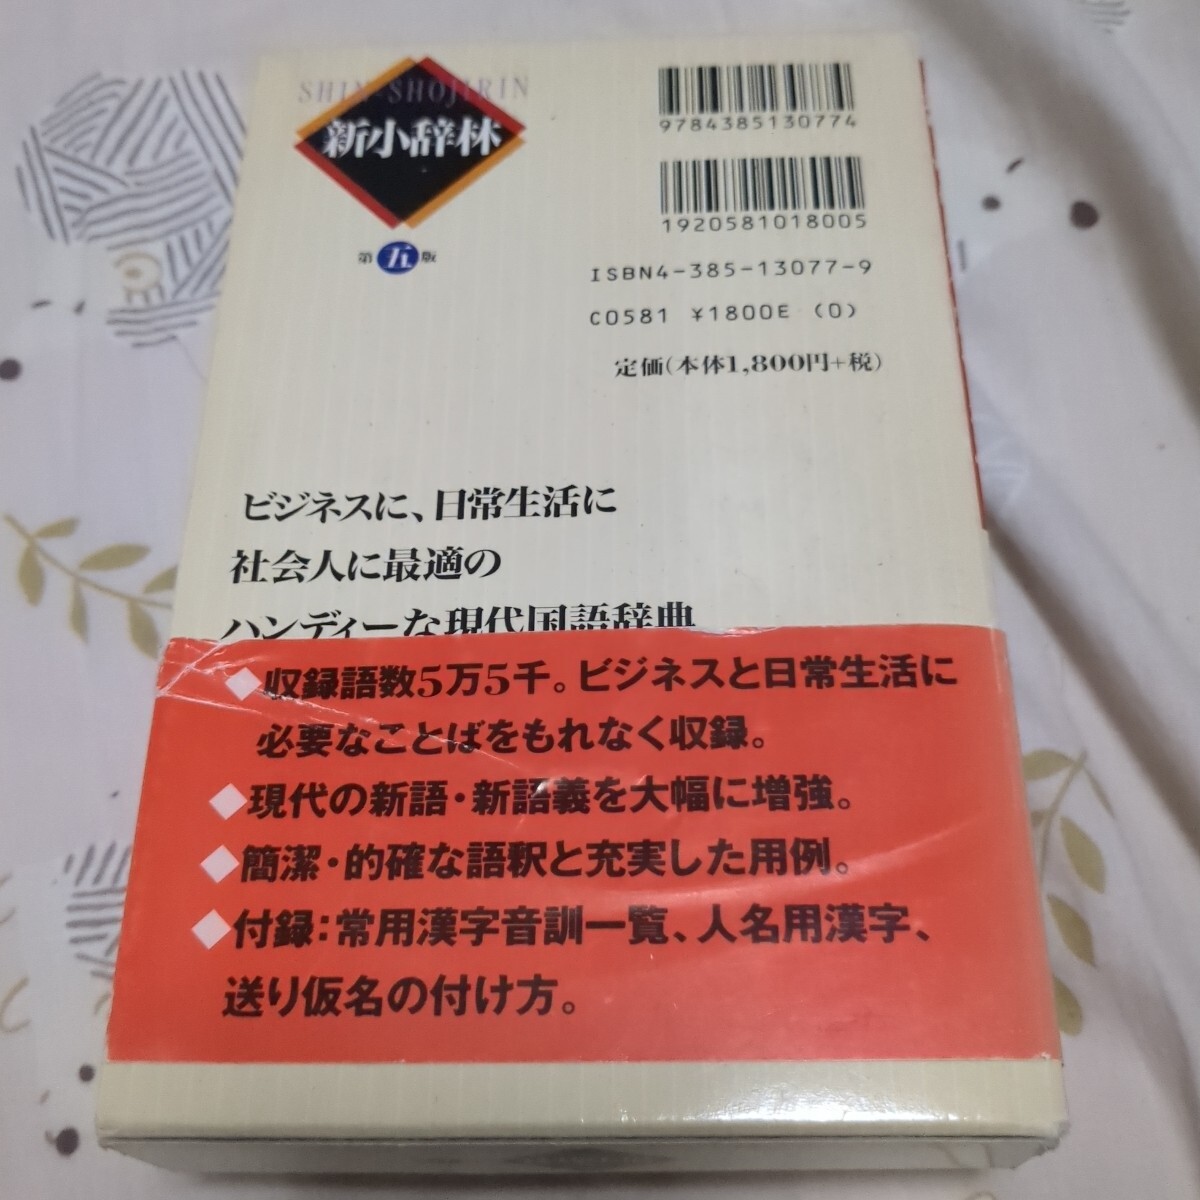 SHIN-SHOJIRIN
新小辞林
第五版
9784385130774
1920581018005
ISBN4-385-13077-9
C0581 ¥1800E (0)
定価(本体1,800円+税)
ビジネスに、日常生活に
社会人に最適の
ハンディーな現代国語辞典
◆収録語数5万5千。ビジネスと日常生活に
必要なことばをもれなく収録。
◆現代の新語・新語義を大幅に増強。
◆簡潔・的確な語釈と充実した用例。
◆付録:常用漢字音訓一覧、人名用漢字、
送り仮名の付け方。